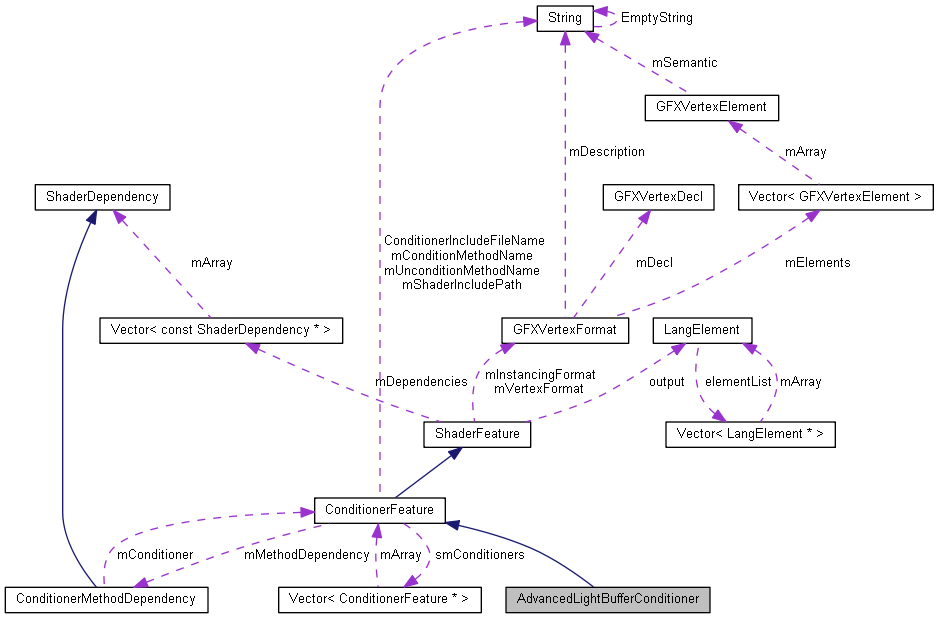 String
EmptyString
mSemantic
GFXVertexElement
mDescription
mArray
ShaderDependency
GFXVertexDecl
Vector< GFXVertexElement >
ConditionerIncludeFileName
mConditionMethodName
mUnconditionMethodName
mShaderIncludePath
mArray
mDecl
mElements
Vector< const ShaderDependency * >
GFXVertexFormat
LangElement
mDependencies
mInstancingFormat
mVertexFormat
output
elementList
mArray
ShaderFeature
Vector< LangElement * >
ConditionerFeature
mConditioner
mMethodDependency
mArray
smConditioners
ConditionerMethodDependency
Vector< ConditionerFeature * >
AdvancedLightBufferConditioner